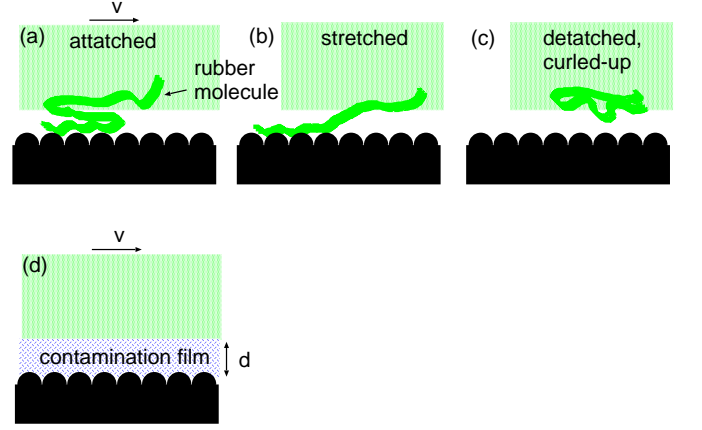 v
(a)
attatched
rubber
molecule
(b)
stretched
(c)
detatched,
curled-up
v
(d)
contamination film
d